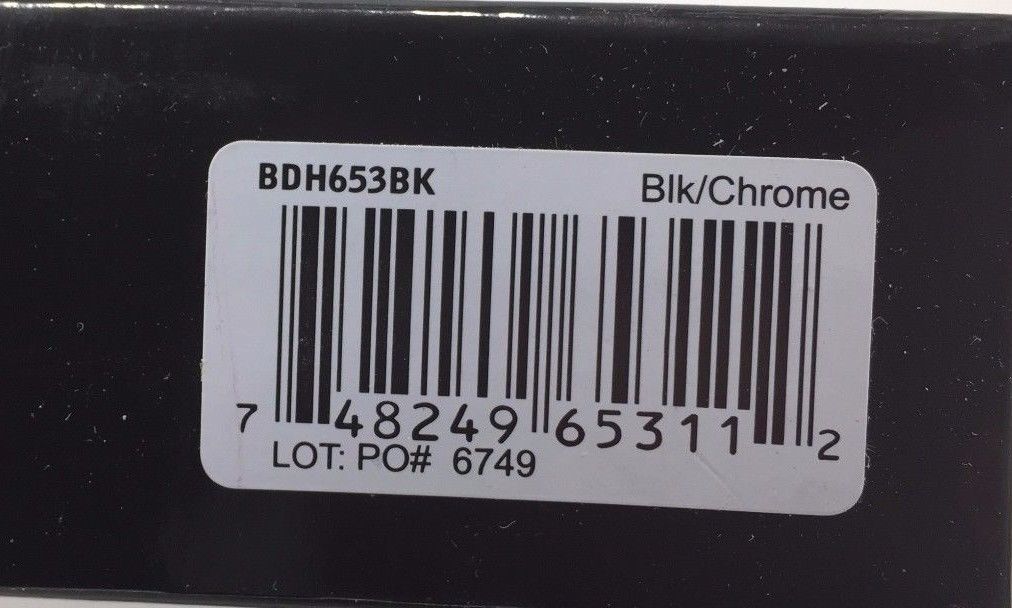 BDH653BK Blk/Chrome
7 48249 65311 2
LOT: PO# 6749